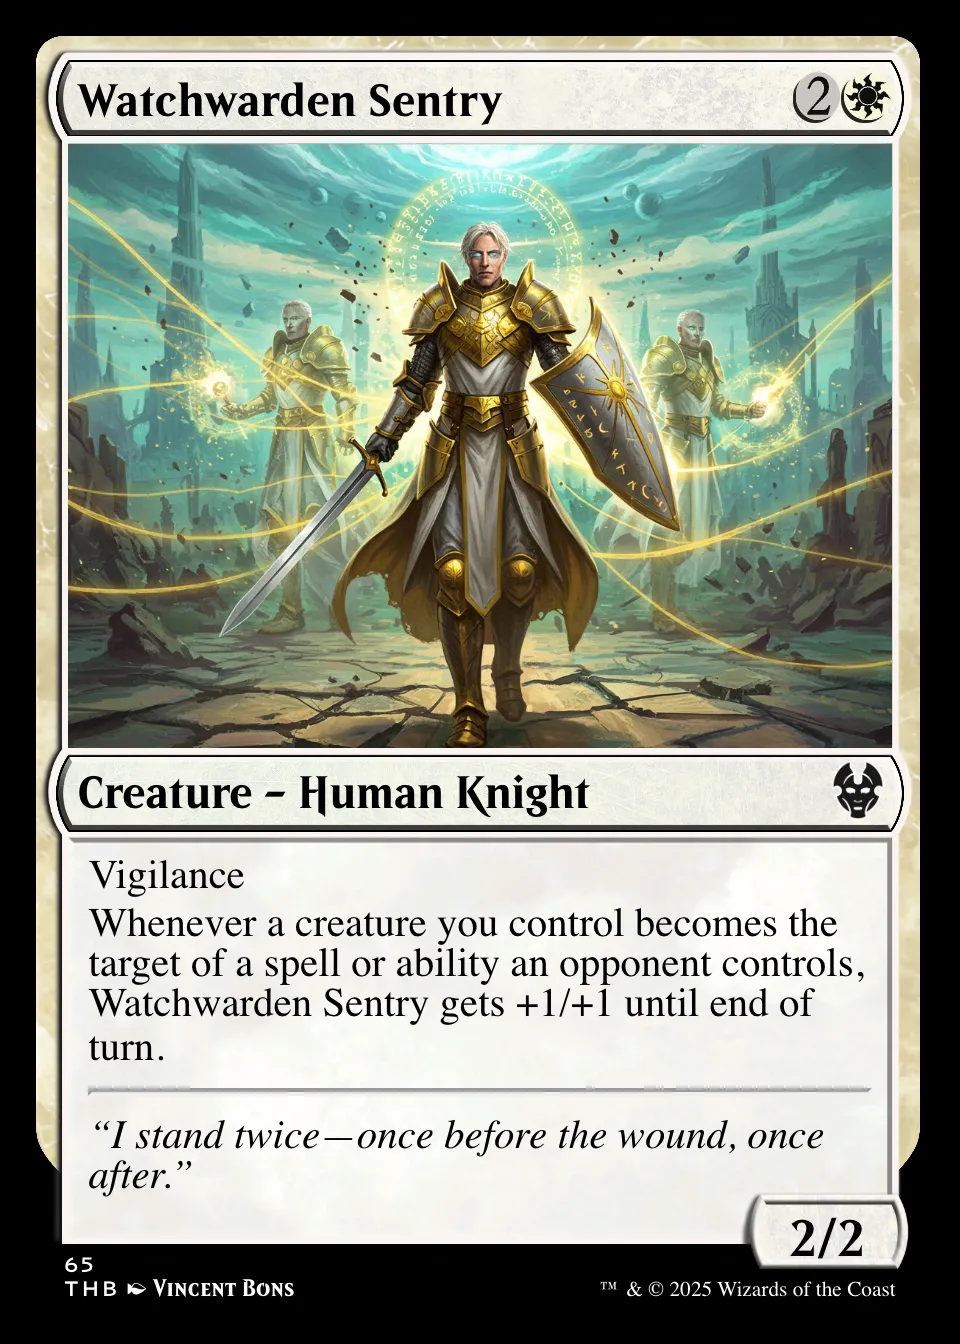 Watchwarden Sentry 2
Creature – Human Knight
Vigilance
Whenever a creature you control becomes the
target of a spell or ability an opponent controls,
Watchwarden Sentry gets +1/+1 until end of
turn.
“I stand twice—once before the wound, once
after.”
2/2
65
THB VINCENT BONS
™ & © 2025 Wizards of the Coast